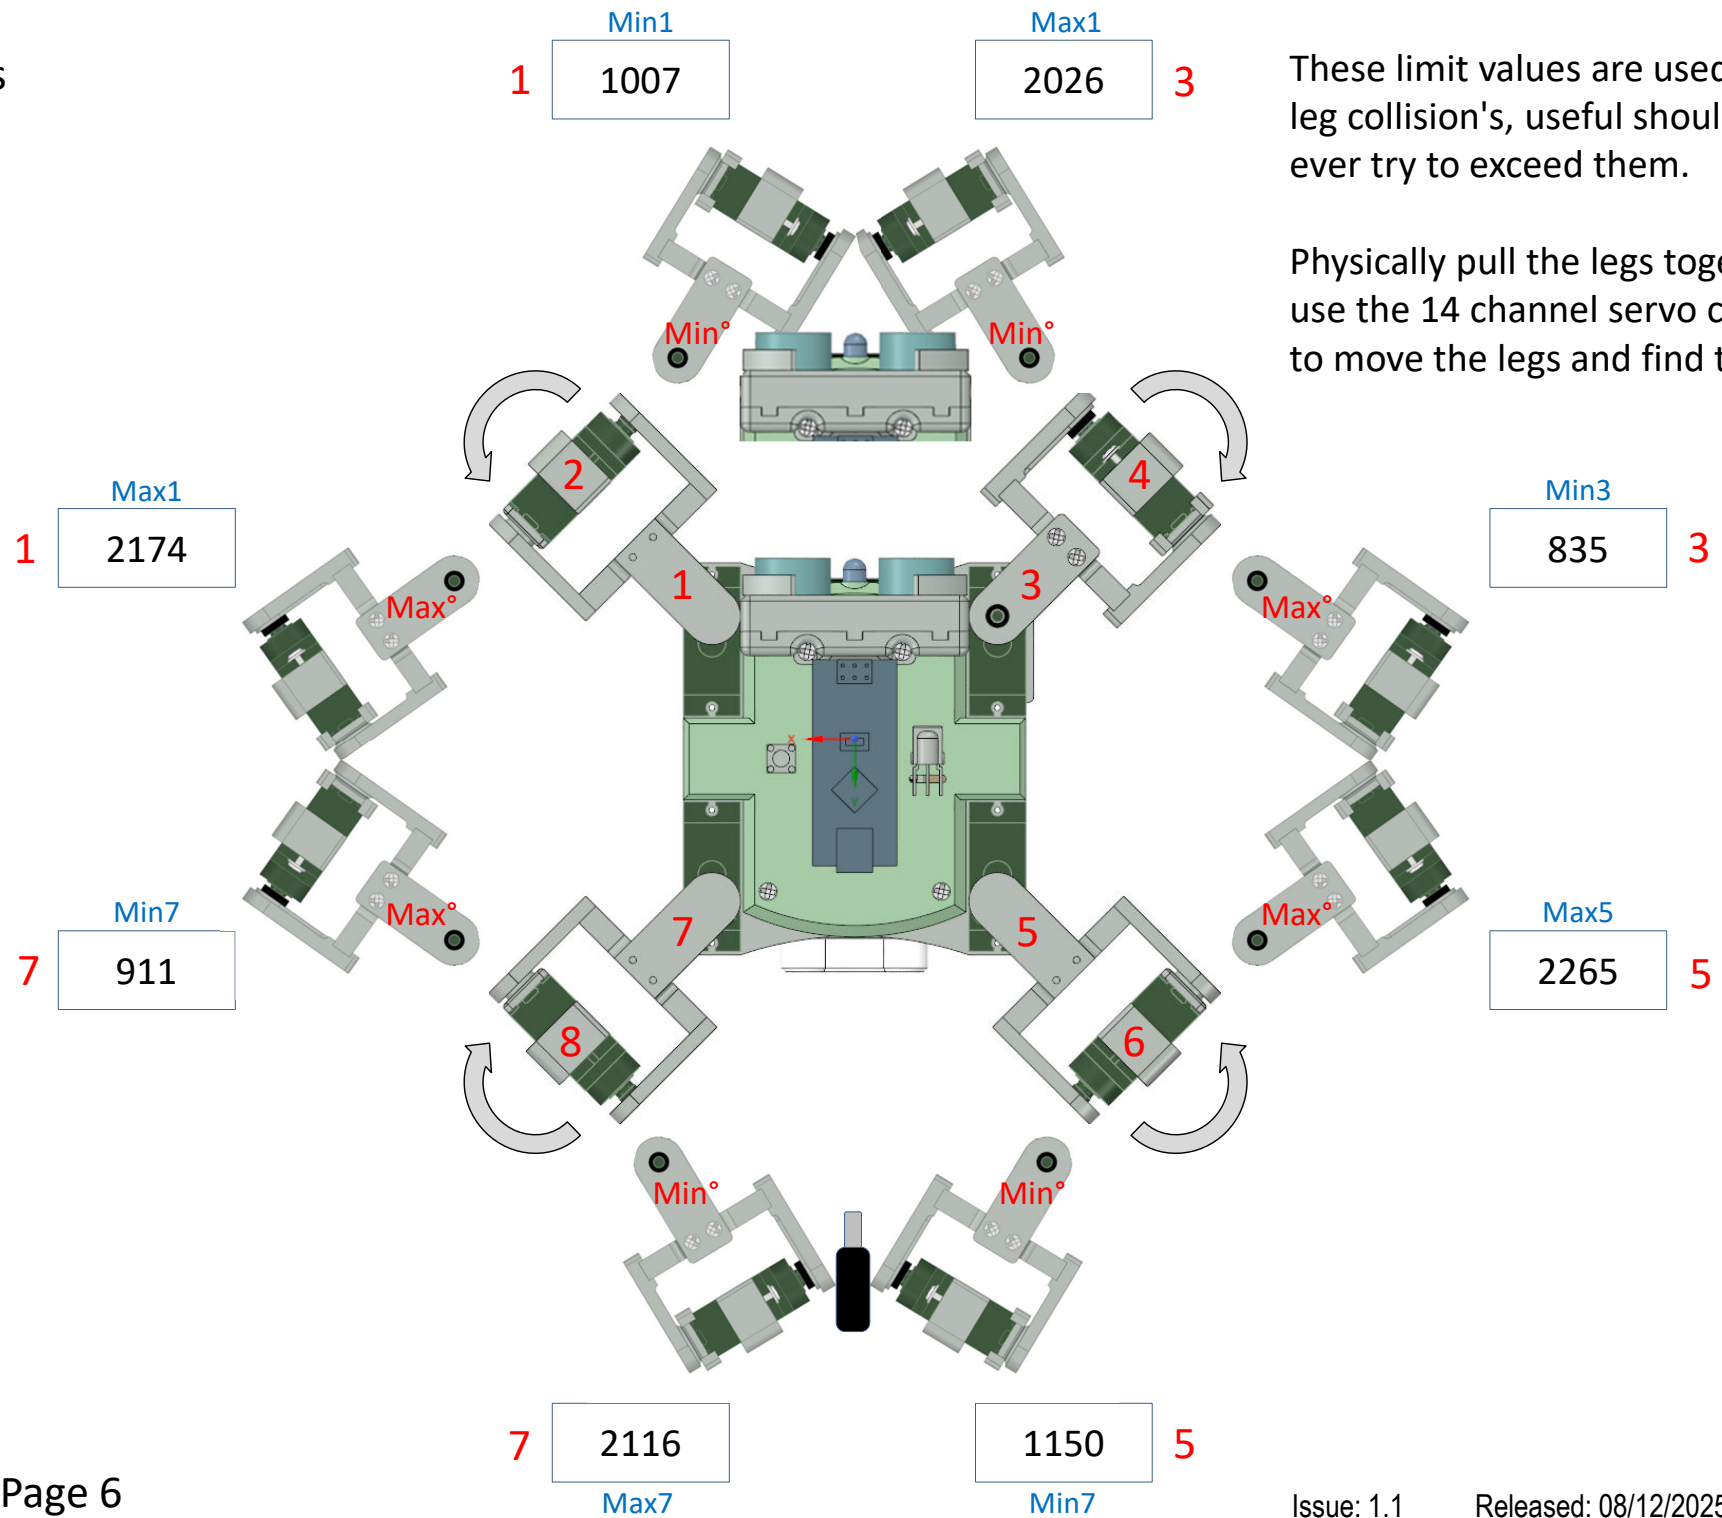 Min1
Max1
1
1007
2026
3
s
These limit values are used
leg collision's, useful shoul
ever try to exceed them.
Physically pull the legs toge
use the 14 channel servo c
to move the legs and find t
Min°
Min°
2
4
Max1
1
2174
Min3
835
3
1
3
Max°
Max°
X
Y
Min7
7
911
Max5
2265
5
Max°
Max°
7
5
8
6
Min°
Min°
7
2116
1150
5
Max7
Min7
Page 6
Issue: 1.1
Released: 08/12/2025